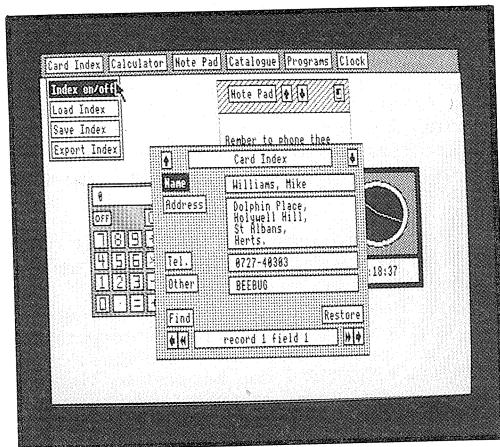 Card Index Calculator Note Pad Catalogue Programs Clock
Index on/off
Load Index
Save Index
Export Index
Note Pad
Rember to phone thee
Card Index
Name Williams, Mike
Address Dolphin Place,
Holywell Hill,
St Albans,
Herts.
Tel. 0727-40303
Other BEEBUG
Find Restore
record 1 field 1
0
OFF
7 8 9
4 5 6 ×
1 2 3 -
0 . = +
:18:37